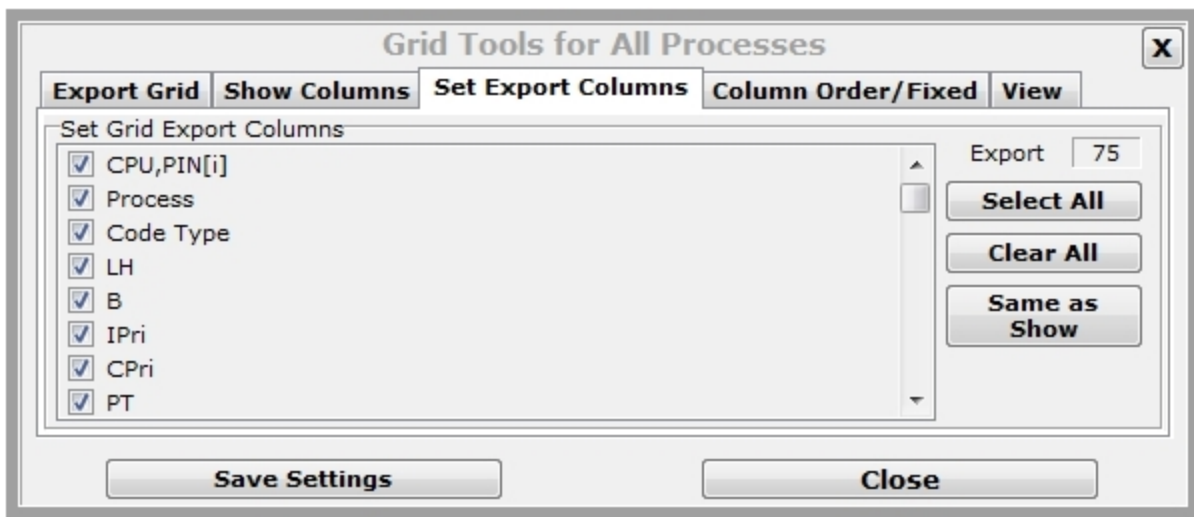 Grid Tools for All Processes
X
Export Grid Show Columns Set Export Columns Column Order/Fixed View
Set Grid Export Columns
CPU,PIN[i]
Process
Code Type
LH
B
IPri
CPri
PT
Export 75
Select All
Clear All
Same as
Show
Save Settings
Close